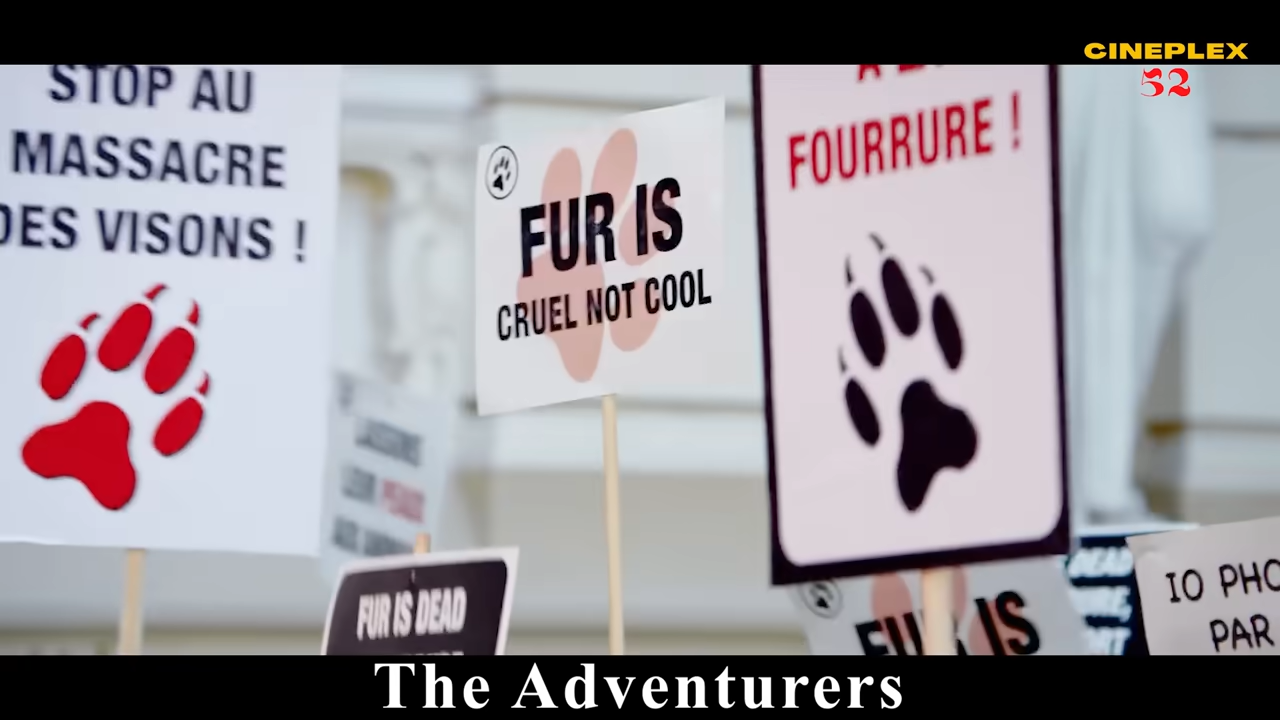 CINEPLEX
52
STOP AU
MASSACRE
DES VISONS !
FUR IS
CRUEL NOT COOL
FOURRURE !
FUR IS DEAD
FUR IS
DEAD
IO PHO
PAR
The Adventurers